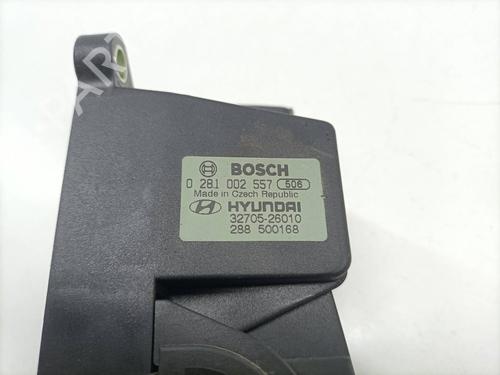 BOSCH
0 281 002 557 506
Made in Czech Republic
HYUNDAI
32705-26010
288 500168